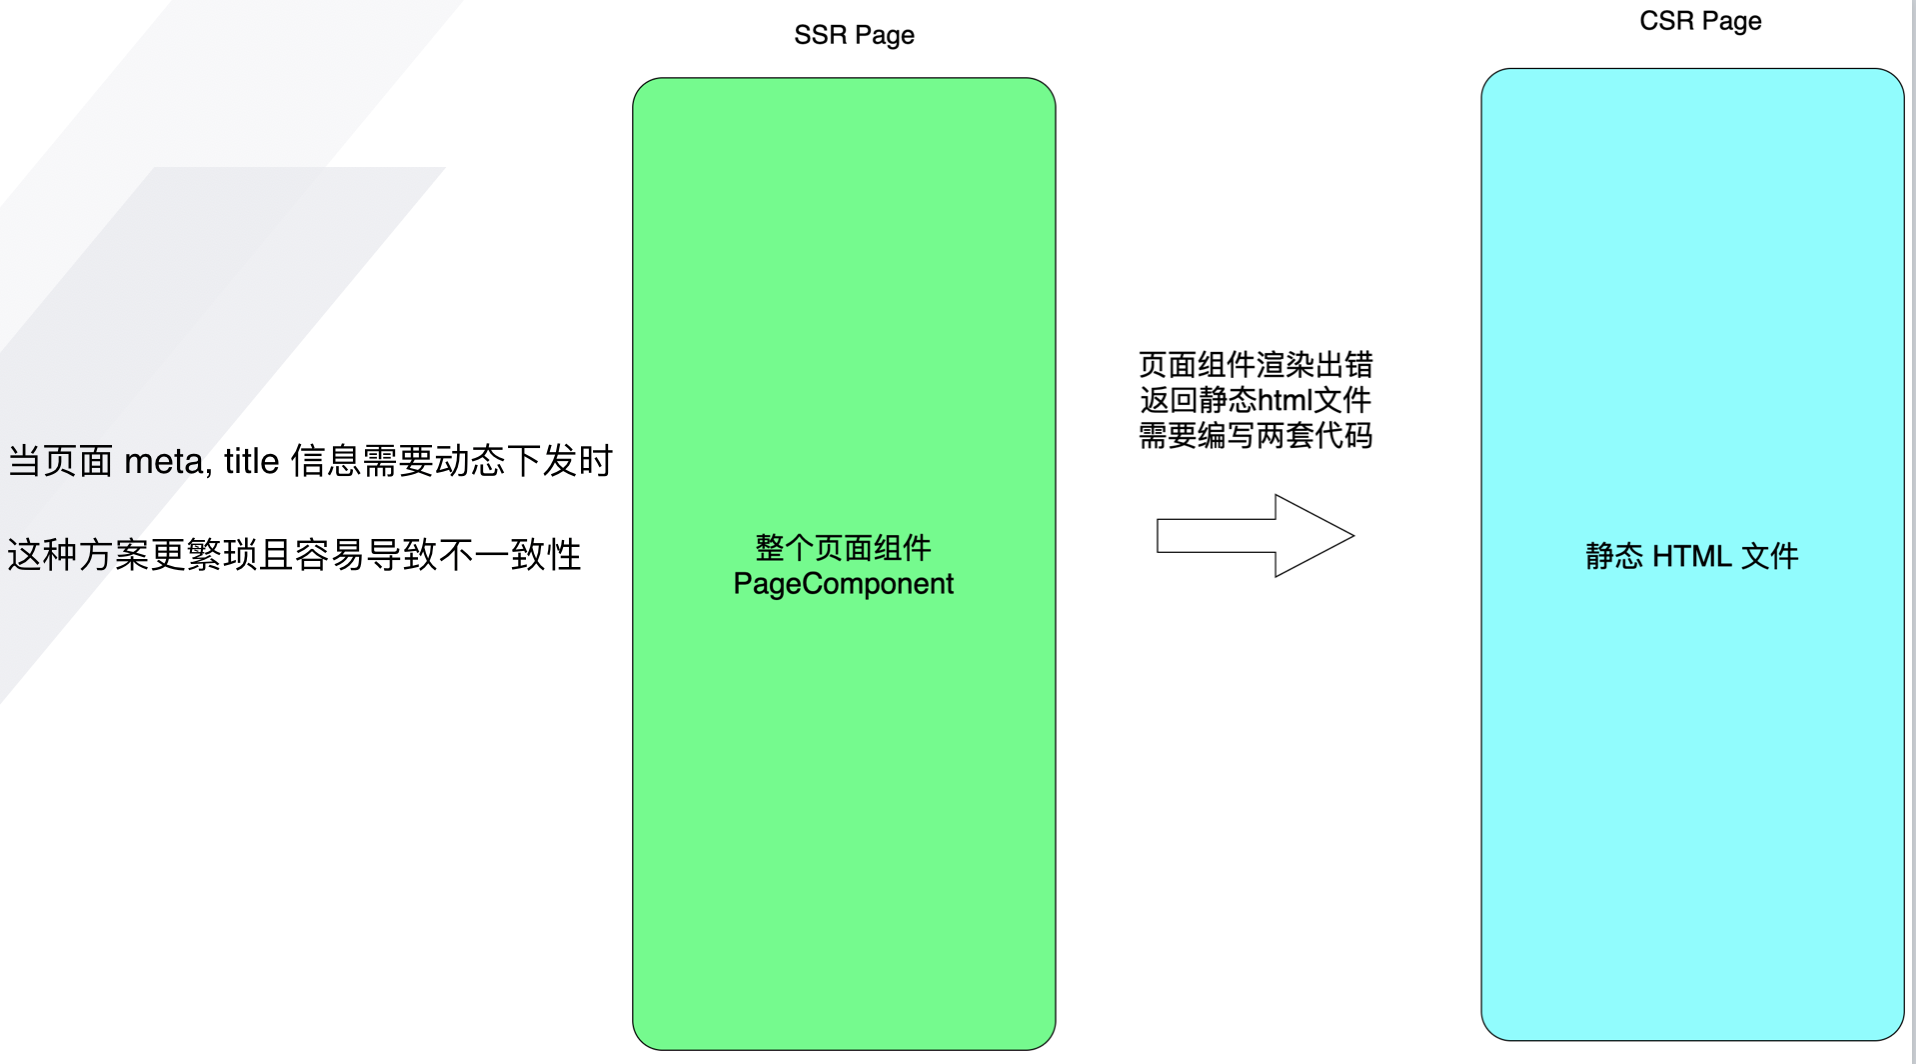 SSR Page
CSR Page
页面组件渲染出错
返回静态html文件
需要编写两套代码
当页面 meta, title 信息需要动态下发时
这种方案更繁琐且容易导致不一致性
整个页面组件
PageComponent
静态 HTML 文件